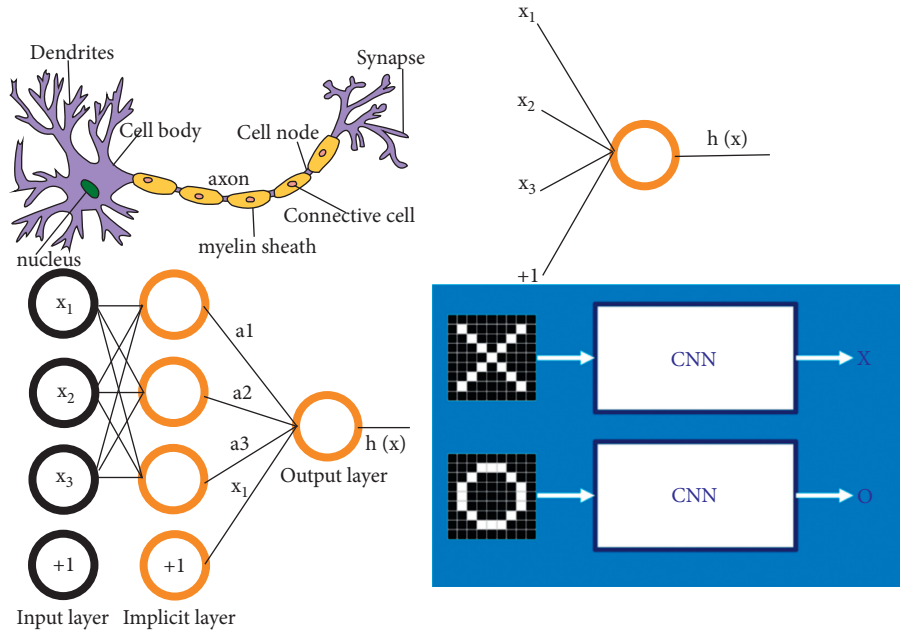 Dendrites
Synapse
Cell body
Cell node
axon
Connective cell
myelin sheath
nucleus
x₁
x₂
x₃
+1
h (x)
x₁
x₂
x₃
+1
+1
a1
a2
a3
x₁
h (x)
Output layer
Input layer
Implicit layer
CNN
X
CNN
O